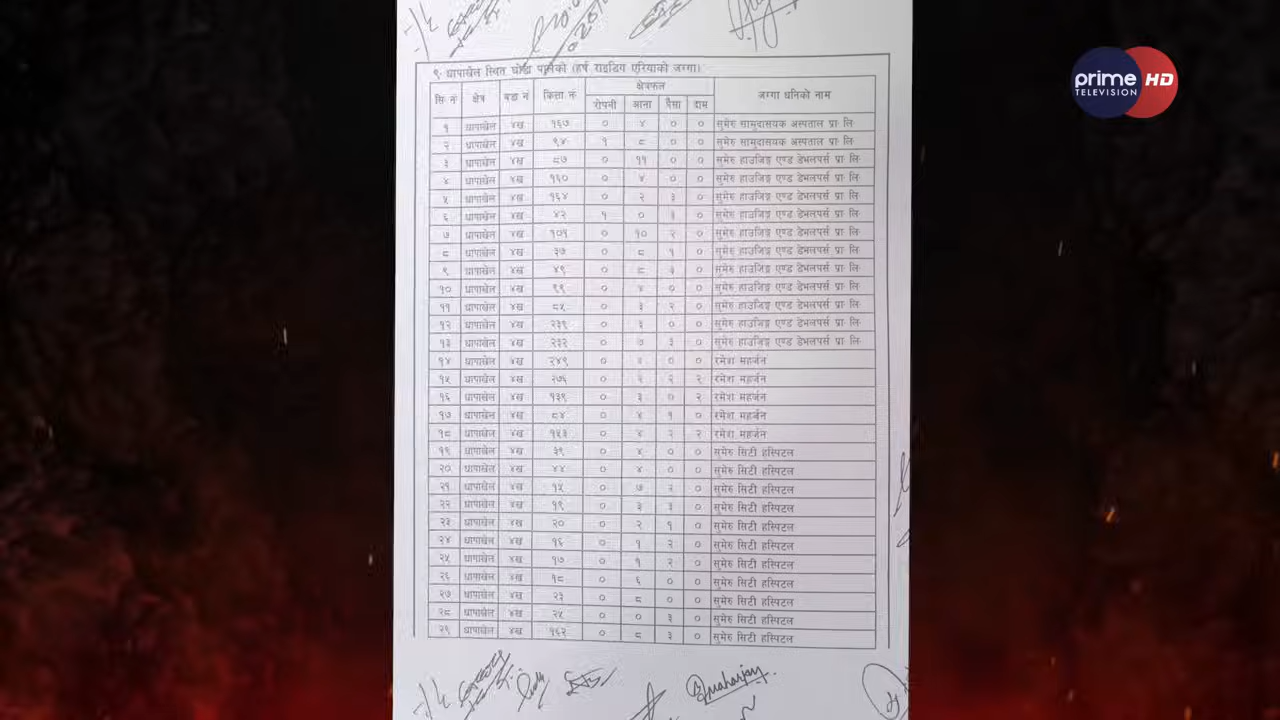 prime HD
TELEVISION
९. धापाखेल स्थित घोडा पाल्को (हर्ष राइडिग एरियाको जग्गा)
सि नं क्षेत्र वडा नं कित्ता नं क्षेत्रफल जग्गा धनिको नाम
रोपनी आना पैसा दाम
१ धापाखेल ४ख १६७ ० ४ ० ० सुमेरु सामुदासयक अस्पताल प्रा लि
२ धापाखेल ४ख ९४ १ ८ ० ० सुमेरु सामुदासयक अस्पताल प्रा लि
३ धापाखेल ४ख ८७ ० ११ ० ० सुमेरु हाउजिङ्ग एण्ड डेभलपर्स प्रा लि
४ धापाखेल ४ख १६० ० ४ ० ० सुमेरु हाउजिङ्ग एण्ड डेभलपर्स प्रा लि
५ धापाखेल ४ख १६४ ० २ ३ ० सुमेरु हाउजिङ्ग एण्ड डेभलपर्स प्रा लि
६ धापाखेल ४ख ४२ १ ० ३ ० सुमेरु हाउजिङ्ग एण्ड डेभलपर्स प्रा लि
७ धापाखेल ४ख १०१ ० १० २ ० सुमेरु हाउजिङ्ग एण्ड डेभलपर्स प्रा लि
८ धापाखेल ४ख ३७ ० ८ १ ० सुमेरु हाउजिङ्ग एण्ड डेभलपर्स प्रा लि
९ धापाखेल ४ख ४९ ० ८ ३ ० सुमेरु हाउजिङ्ग एण्ड डेभलपर्स प्रा लि
१० धापाखेल ४ख ९९ ० ४ ० ० सुमेरु हाउजिङ्ग एण्ड डेभलपर्स प्रा लि
११ धापाखेल ४ख ८५ ० ३ २ ० सुमेरु हाउजिङ्ग एण्ड डेभलपर्स प्रा लि
१२ धापाखेल ४ख २३९ ० ३ ० ० सुमेरु हाउजिङ्ग एण्ड डेभलपर्स प्रा लि
१३ धापाखेल ४ख २३२ ० ७ ३ ० सुमेरु हाउजिङ्ग एण्ड डेभलपर्स प्रा लि
१४ धापाखेल ४ख २४९ ० ० ० रमेश महर्जन
१५ धापाखेल ४ख २७६ ० २ २ २ रमेश महर्जन
१६ धापाखेल ४ख १३९ ० ३ ० २ रमेश महर्जन
१७ धापाखेल ४ख ८४ ० ४ १ ० रमेश महर्जन
१८ धापाखेल ४ख १५३ ० ४ २ २ रमेश महर्जन
१९ धापाखेल ४ख ३९ ० ४ ० ० सुमेरु सिटी हस्पिटल
२० धापाखेल ४ख ४४ ० ४ ० ० सुमेरु सिटी हस्पिटल
२१ धापाखेल ४ख १५ ० ७ २ ० सुमेरु सिटी हस्पिटल
२२ धापाखेल ४ख १९ ० ३ ३ ० सुमेरु सिटी हस्पिटल
२३ धापाखेल ४ख २० ० २ १ ० सुमेरु सिटी हस्पिटल
२४ धापाखेल ४ख १६ ० १ २ ० सुमेरु सिटी हस्पिटल
२५ धापाखेल ४ख १७ ० १ २ ० सुमेरु सिटी हस्पिटल
२६ धापाखेल ४ख १८ ० ६ ० ० सुमेरु सिटी हस्पिटल
२७ धापाखेल ४ख २३ ० ८ ० ० सुमेरु सिटी हस्पिटल
२८ धापाखेल ४ख २५ ० ० ३ ० सुमेरु सिटी हस्पिटल
२९ धापाखेल ४ख १६२ ० ८ ३ ० सुमेरु सिटी हस्पिटल